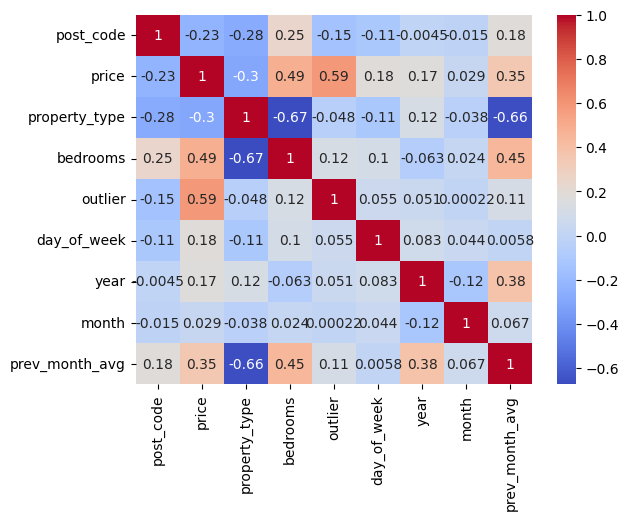 post_code 1 -0.23 -0.28 0.25 -0.15 -0.11 -0.0045 -0.015 0.18
price -0.23 1 -0.3 0.49 0.59 0.18 0.17 0.029 0.35
property_type -0.28 -0.3 1 -0.67 -0.048 -0.11 0.12 -0.038 -0.66
bedrooms 0.25 0.49 -0.67 1 0.12 0.1 -0.063 0.024 0.45
outlier -0.15 0.59 -0.048 0.12 1 0.055 0.051 0.00022 0.11
day_of_week -0.11 0.18 -0.11 0.1 0.055 1 0.083 0.044 0.0058
year -0.0045 0.17 0.12 -0.063 0.051 0.083 1 -0.12 0.38
month -0.015 0.029 -0.038 0.024 0.00022 0.044 -0.12 1 0.067
prev_month_avg 0.18 0.35 -0.66 0.45 0.11 0.0058 0.38 0.067 1
post_code
price
property_type
bedrooms
outlier
day_of_week
year
month
prev_month_avg
1.0
0.8
0.6
0.4
0.2
0.0
−0.2
−0.4
−0.6